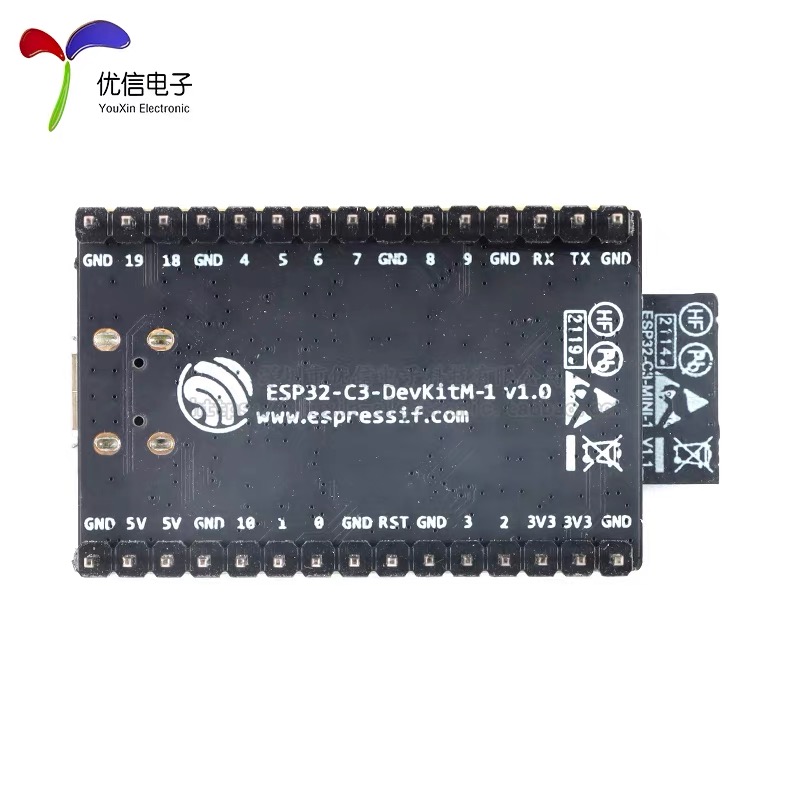 优信电子
YouXin Electronic
GND 19 18 GND 4 5 6 7 GND 8 9 GND RX TX GND
HF
2119
Pb
HF
2114
Pb
ESP32-C3-MINI-1 V1.1
ESP32-C3-DevKitM-1 v1.0
www.espressif.com
GND 5V 5V GND 10 1 0 GND RST GND 3 2 3V3 3V3 GND